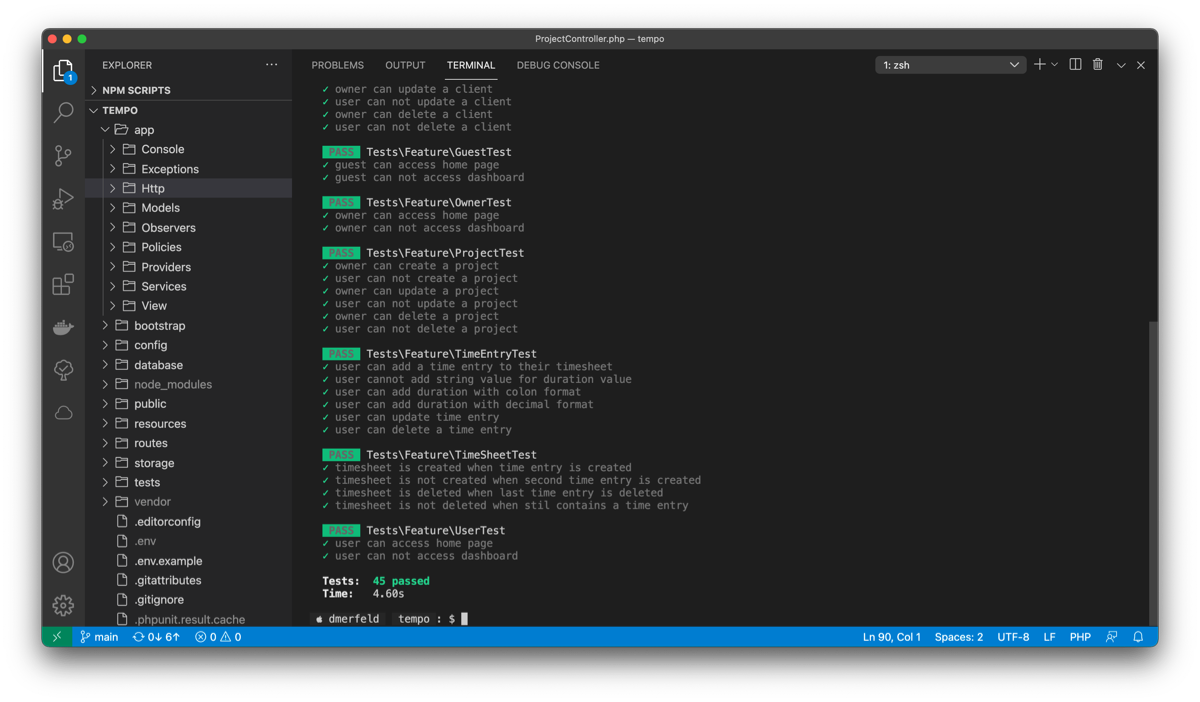 ProjectController.php — tempo
EXPLORER
1
NPM SCRIPTS
TEMPO
app
Console
Exceptions
Http
Models
Observers
Policies
Providers
Services
View
bootstrap
config
database
node_modules
public
resources
routes
storage
tests
vendor
.editorconfig
.env
.env.example
.gitattributes
.gitignore
.phpunit.result.cache
PROBLEMS OUTPUT TERMINAL DEBUG CONSOLE
1: zsh
✓ owner can update a client
✓ user can not update a client
✓ owner can delete a client
✓ user can not delete a client
PASS Tests\Feature\GuestTest
✓ guest can access home page
✓ guest can not access dashboard
PASS Tests\Feature\OwnerTest
✓ owner can access home page
✓ owner can not access dashboard
PASS Tests\Feature\ProjectTest
✓ owner can create a project
✓ user can not create a project
✓ owner can update a project
✓ user can not update a project
✓ owner can delete a project
✓ user can not delete a project
PASS Tests\Feature\TimeEntryTest
✓ user can add a time entry to their timesheet
✓ user cannot add string value for duration value
✓ user can add duration with colon format
✓ user can add duration with decimal format
✓ user can update time entry
✓ user can delete a time entry
PASS Tests\Feature\TimeSheetTest
✓ timesheet is created when time entry is created
✓ timesheet is not created when second time entry is created
✓ timesheet is deleted when last time entry is deleted
✓ timesheet is not deleted when stil contains a time entry
PASS Tests\Feature\UserTest
✓ user can access home page
✓ user can not access dashboard
Tests: 45 passed
Time: 4.60s
dmerfeld tempo : $
main 0↓ 6↑ 0 0
Ln 90, Col 1 Spaces: 2 UTF-8 LF PHP